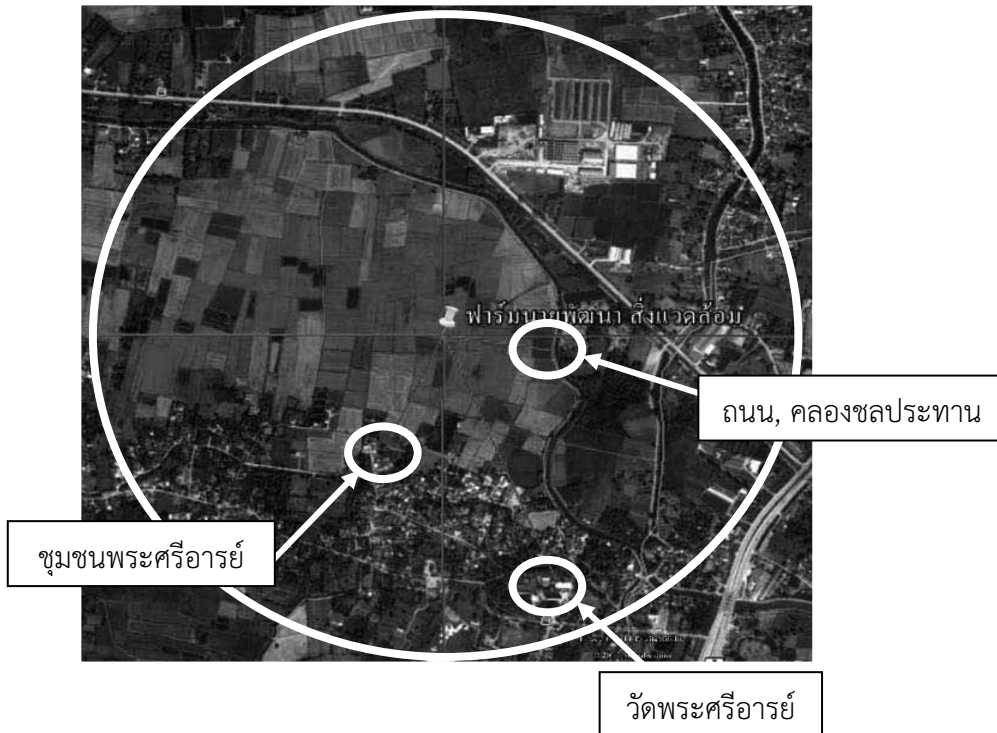 ฟาร์มนายพัฒนา สิ่งแวดล้อม
ถนน, คลองชลประทาน
ชุมชนพระศรีอารย์
วัดพระศรีอารย์